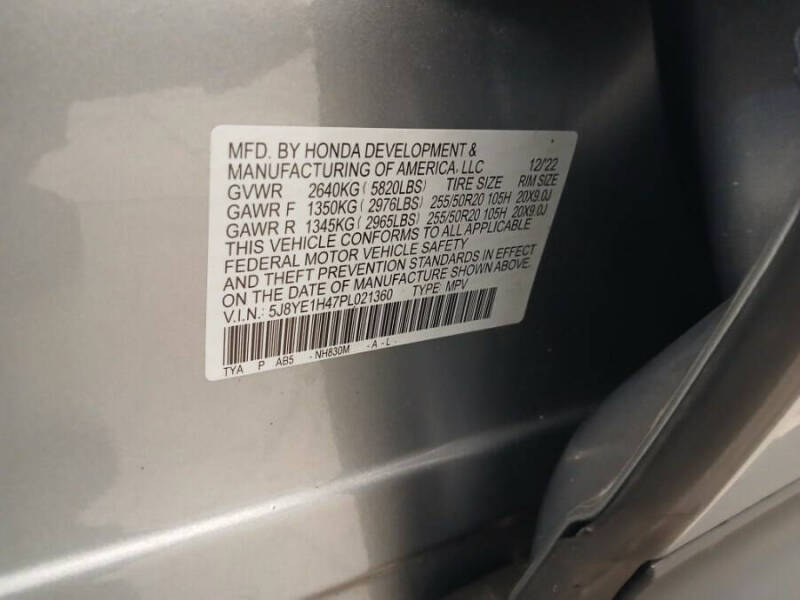 MFD. BY HONDA DEVELOPMENT &
MANUFACTURING OF AMERICA, LLC 12/22
GVWR 2640KG ( 5820LBS) TIRE SIZE RIM SIZE
GAWR F 1350KG ( 2976LBS) 255/50R20 105H 20X9.0J
GAWR R 1345KG ( 2965LBS) 255/50R20 105H 20X9.0J
THIS VEHICLE CONFORMS TO ALL APPLICABLE
FEDERAL MOTOR VEHICLE SAFETY
AND THEFT PREVENTION STANDARDS IN EFFECT
ON THE DATE OF MANUFACTURE SHOWN ABOVE.
V.I.N.: 5J8YE1H47PL021360 TYPE: MPV
TYA P AB5 - NH830M - A - L -